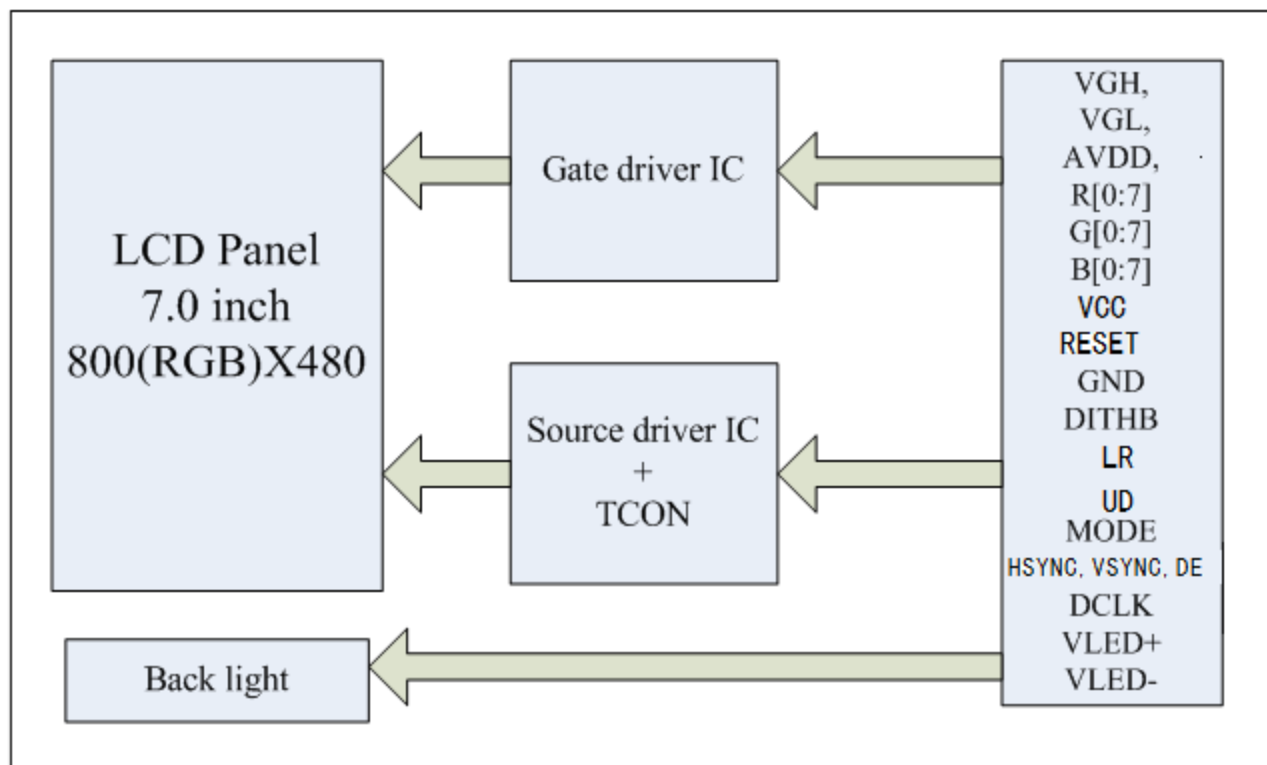 LCD Panel
7.0 inch
800(RGB)X480
Gate driver IC
Source driver IC
+
TCON
Back light
VGH,
VGL,
AVDD,
R[0:7]
G[0:7]
B[0:7]
VCC
RESET
GND
DITHB
LR
UD
MODE
HSYNC, VSYNC, DE
DCLK
VLED+
VLED-